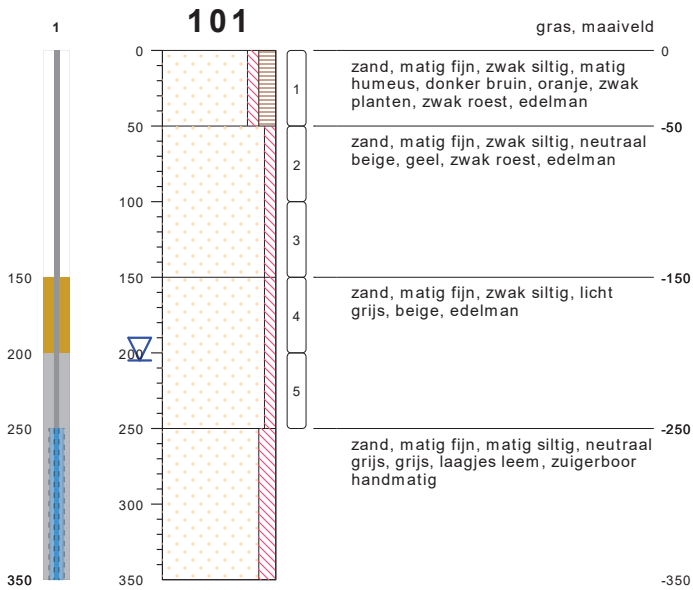 1
101
gras, maaiveld
0
0
zand, matig fijn, zwak siltig, matig
humeus, donker bruin, oranje, zwak
planten, zwak roest, edelman
1
50
-50
zand, matig fijn, zwak siltig, neutraal
beige, geel, zwak roest, edelman
2
100
3
150
150
-150
zand, matig fijn, zwak siltig, licht
grijs, beige, edelman
4
200
200
5
250
250
-250
zand, matig fijn, matig siltig, neutraal
grijs, grijs, laagjes leem, zuigerboor
handmatig
300
350
350
-350